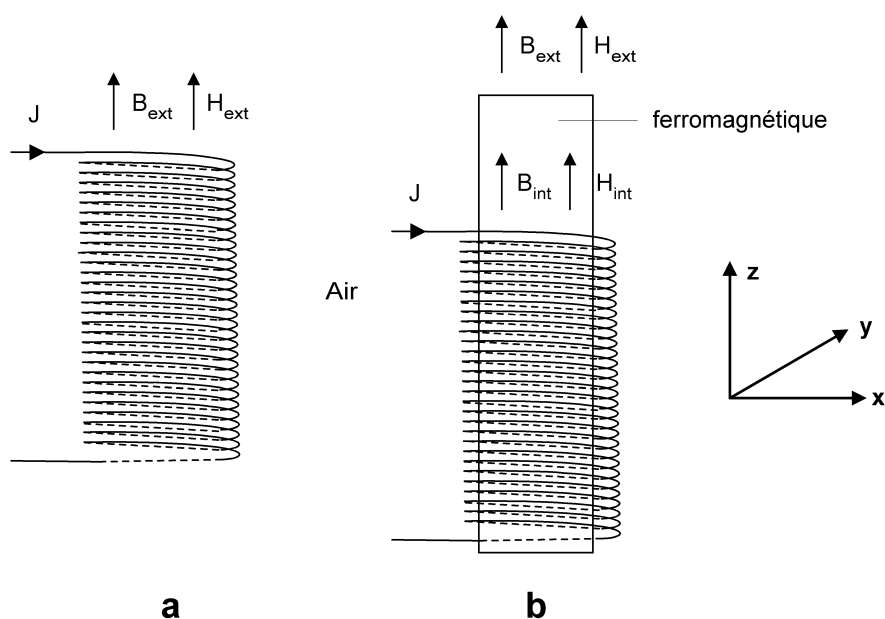 J
B_ext H_ext
a
B_ext H_ext
ferromagnétique
B_int H_int
J
Air
b
z
y
x